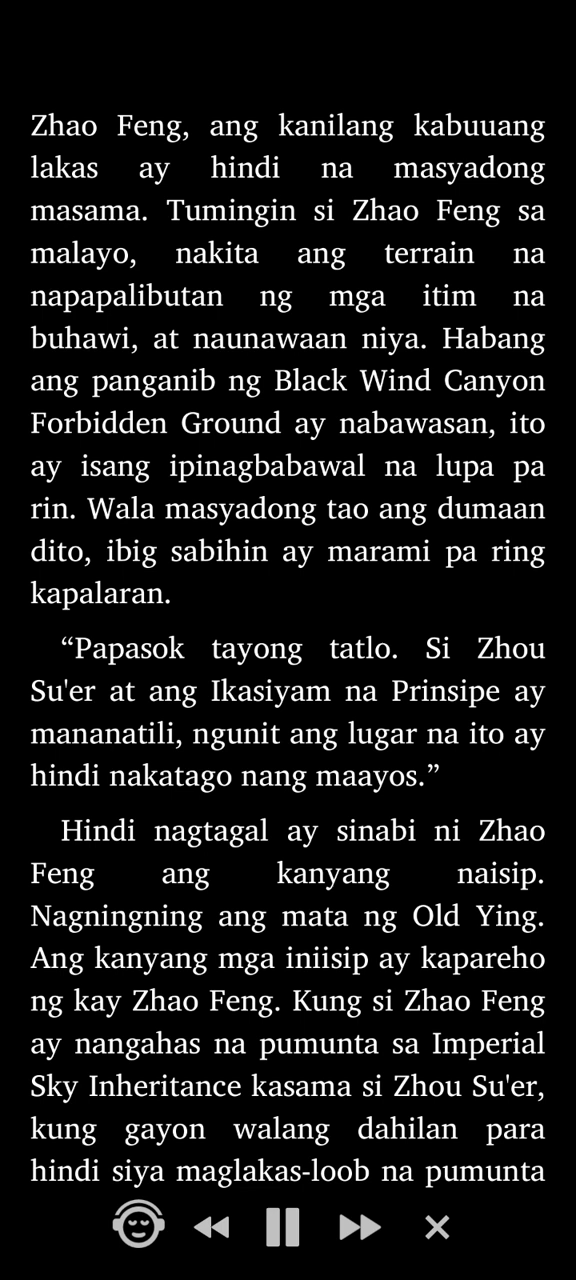 Zhao Feng, ang kanilang kabuuang
lakas ay hindi na masyadong
masama. Tumingin si Zhao Feng sa
malayo, nakita ang terrain na
napapalibutan ng mga itim na
buhawi, at naunawaan niya. Habang
ang panganib ng Black Wind Canyon
Forbidden Ground ay nabawasan, ito
ay isang ipinagbabawal na lupa pa
rin. Wala masyadong tao ang dumaan
dito, ibig sabihin ay marami pa ring
kapalaran.
“Papasok tayong tatlo. Si Zhou
Su'er at ang Ikasiyam na Prinsipe ay
mananatili, ngunit ang lugar na ito ay
hindi nakatago nang maayos.”
Hindi nagtagal ay sinabi ni Zhao
Feng ang kanyang naisip.
Nagningning ang mata ng Old Ying.
Ang kanyang mga iniisip ay kapareho
ng kay Zhao Feng. Kung si Zhao Feng
ay nangahas na pumunta sa Imperial
Sky Inheritance kasama si Zhou Su'er,
kung gayon walang dahilan para
hindi siya maglakas-loob na pumunta